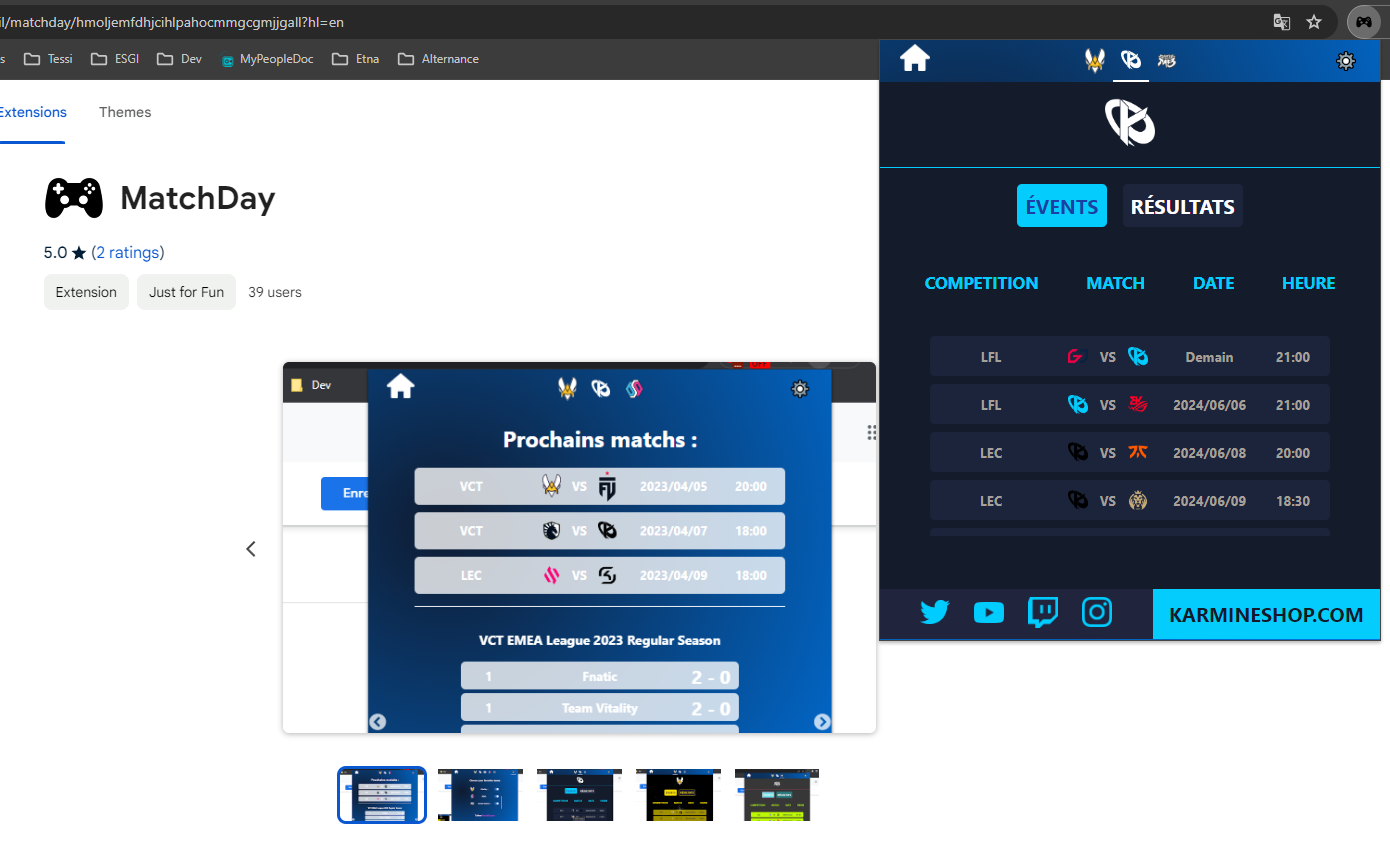 il/matchday/hmoljemfdhjcihlpahocmmgcgmjjgall?hl=en
s Tessi ESGI Dev MyPeopleDoc Etna Alternance
Extensions Themes
MatchDay
5.0 ★ (2 ratings)
Extension Just for Fun 39 users
Dev
Enre
Prochains matchs :
VCT VS 2023/04/05 20:00
VCT VS 2023/04/07 18:00
LEC VS 2023/04/09 18:00
VCT EMEA League 2023 Regular Season
1 Fnatic 2 - 0
1 Team Vitality 2 - 0
ÉVENTS RÉSULTATS
COMPETITION MATCH DATE HEURE
LFL VS Demain 21:00
LFL VS 2024/06/06 21:00
LEC VS 2024/06/08 20:00
LEC VS 2024/06/09 18:30
KARMINESHOP.COM